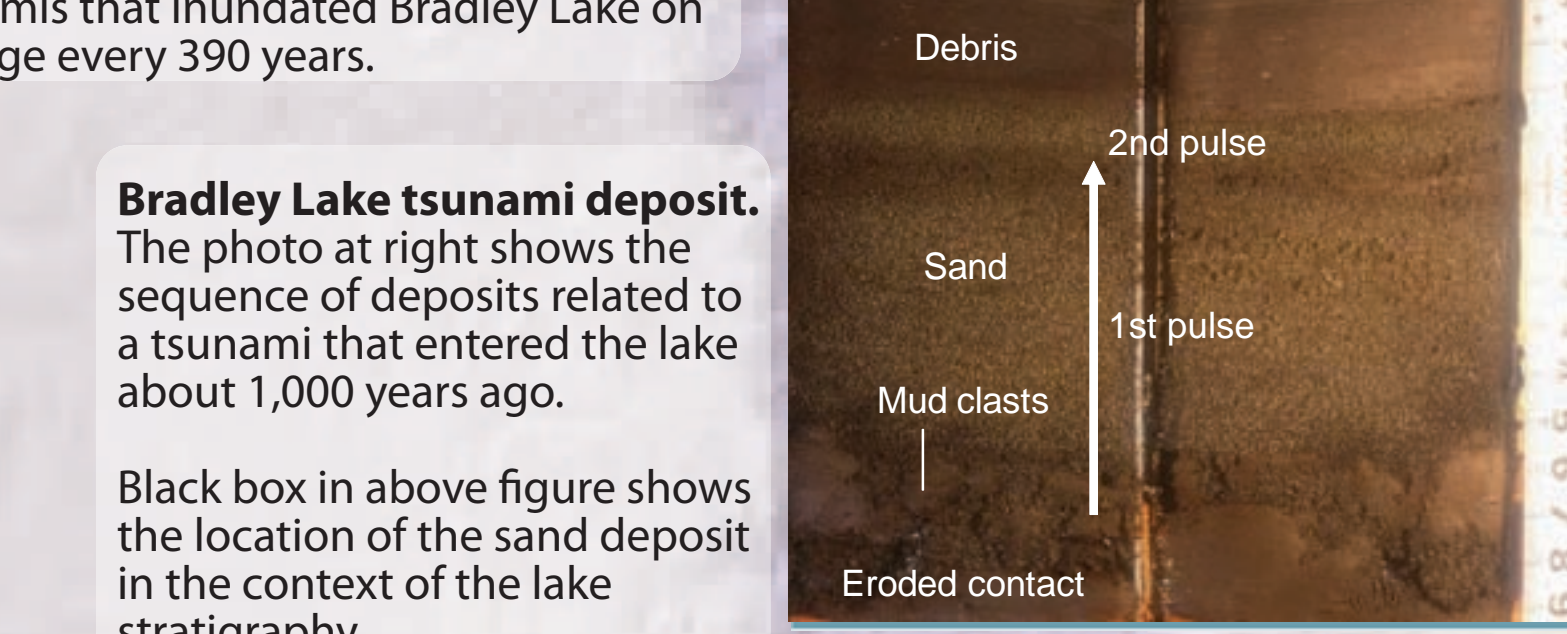 mis that inundated Bradley Lake on
ge every 390 years.
Bradley Lake tsunami deposit.
The photo at right shows the
sequence of deposits related to
a tsunami that entered the lake
about 1,000 years ago.
Black box in above figure shows
the location of the sand deposit
in the context of the lake
stratigraphy.
Debris
2nd pulse
Sand
1st pulse
Mud clasts
Eroded contact